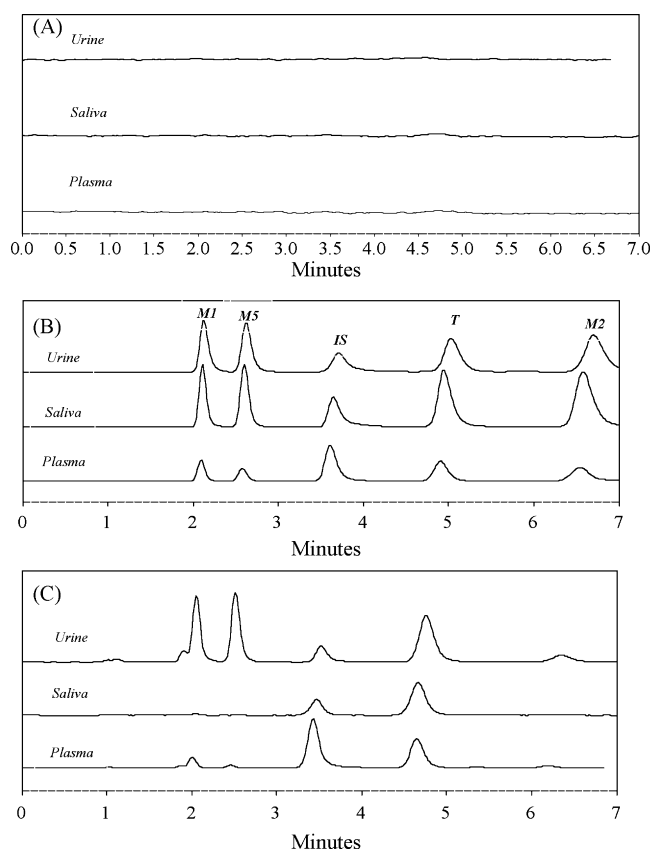 (A)
Urine
Saliva
Plasma
0.0 0.5 1.0 1.5 2.0 2.5 3.0 3.5 4.0 4.5 5.0 5.5 6.0 6.5 7.0
Minutes
(B)
M1 M5 IS T M2
Urine
Saliva
Plasma
0 2 3 4 5 6 7
Minutes
(C)
Urine
Saliva
Plasma
0 1 2 3 4 5 6 7
Minutes